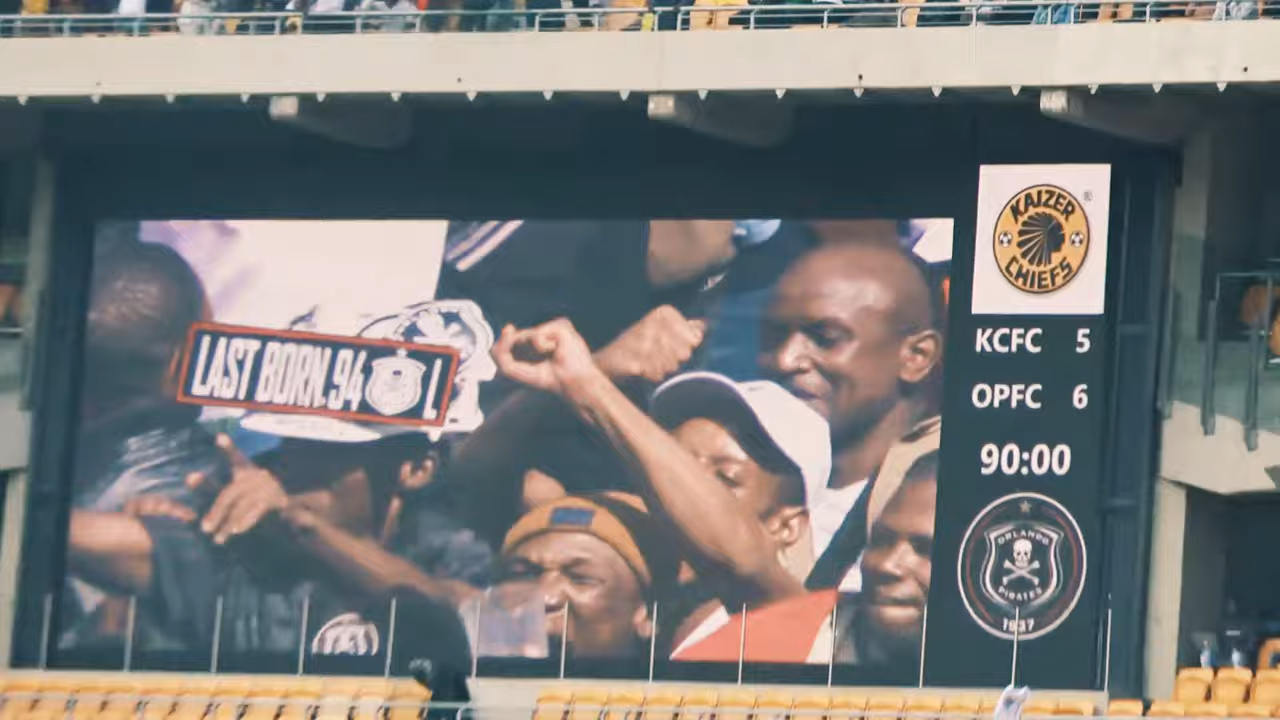 LAST BORN.94 L
KAIZER
CHIEFS
®
KCFC 5
OPFC 6
90:00
ORLANDO
PIRATES
1937